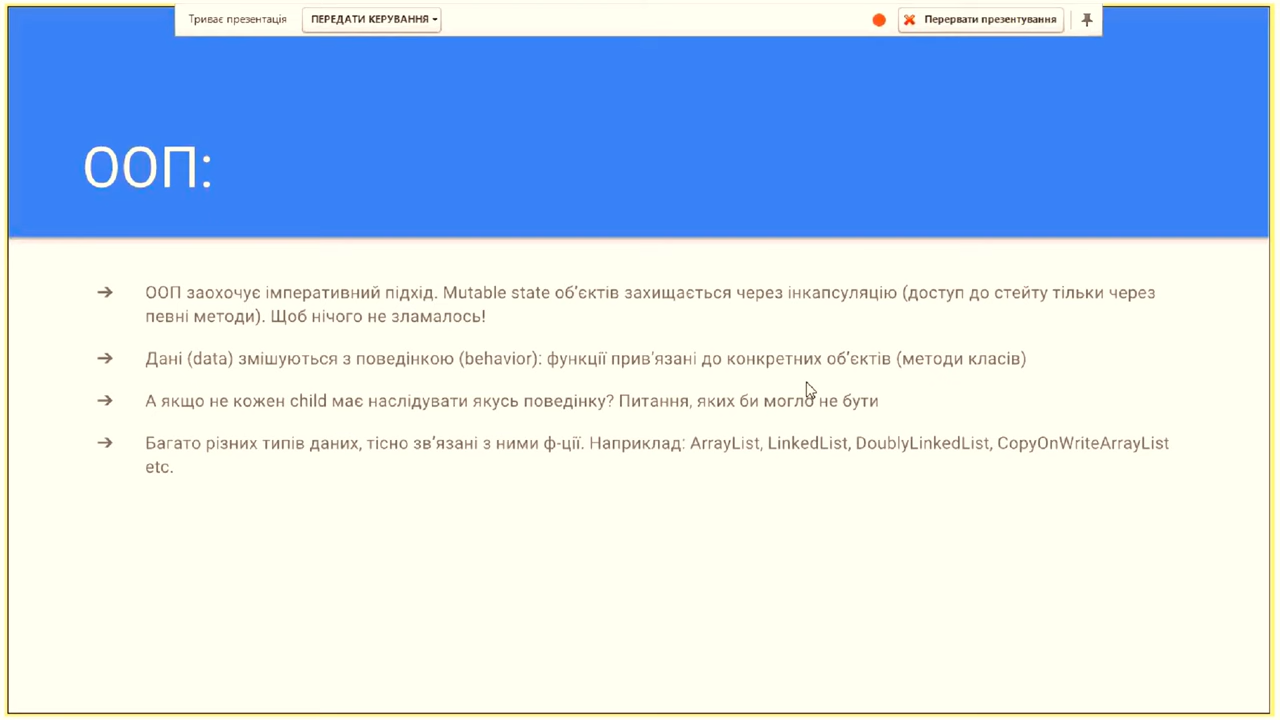 Триває презентація
ПЕРЕДАТИ КЕРУВАННЯ
Перервати презентування
ООП:
➔ ООП заохочує імперативний підхід. Mutable state об’єктів захищається через інкапсуляцію (доступ до стейту тільки через
певні методи). Щоб нічого не зламалось!
➔ Дані (data) змішуються з поведінкою (behavior): функції прив'язані до конкретних об’єктів (методи класів)
➔ А якщо не кожен child має наслідувати якусь поведінку? Питання, яких би могло не бути
➔ Багато різних типів даних, тісно зв’язані з ними ф-ції. Наприклад: ArrayList, LinkedList, DoublyLinkedList, CopyOnWriteArrayList
etc.